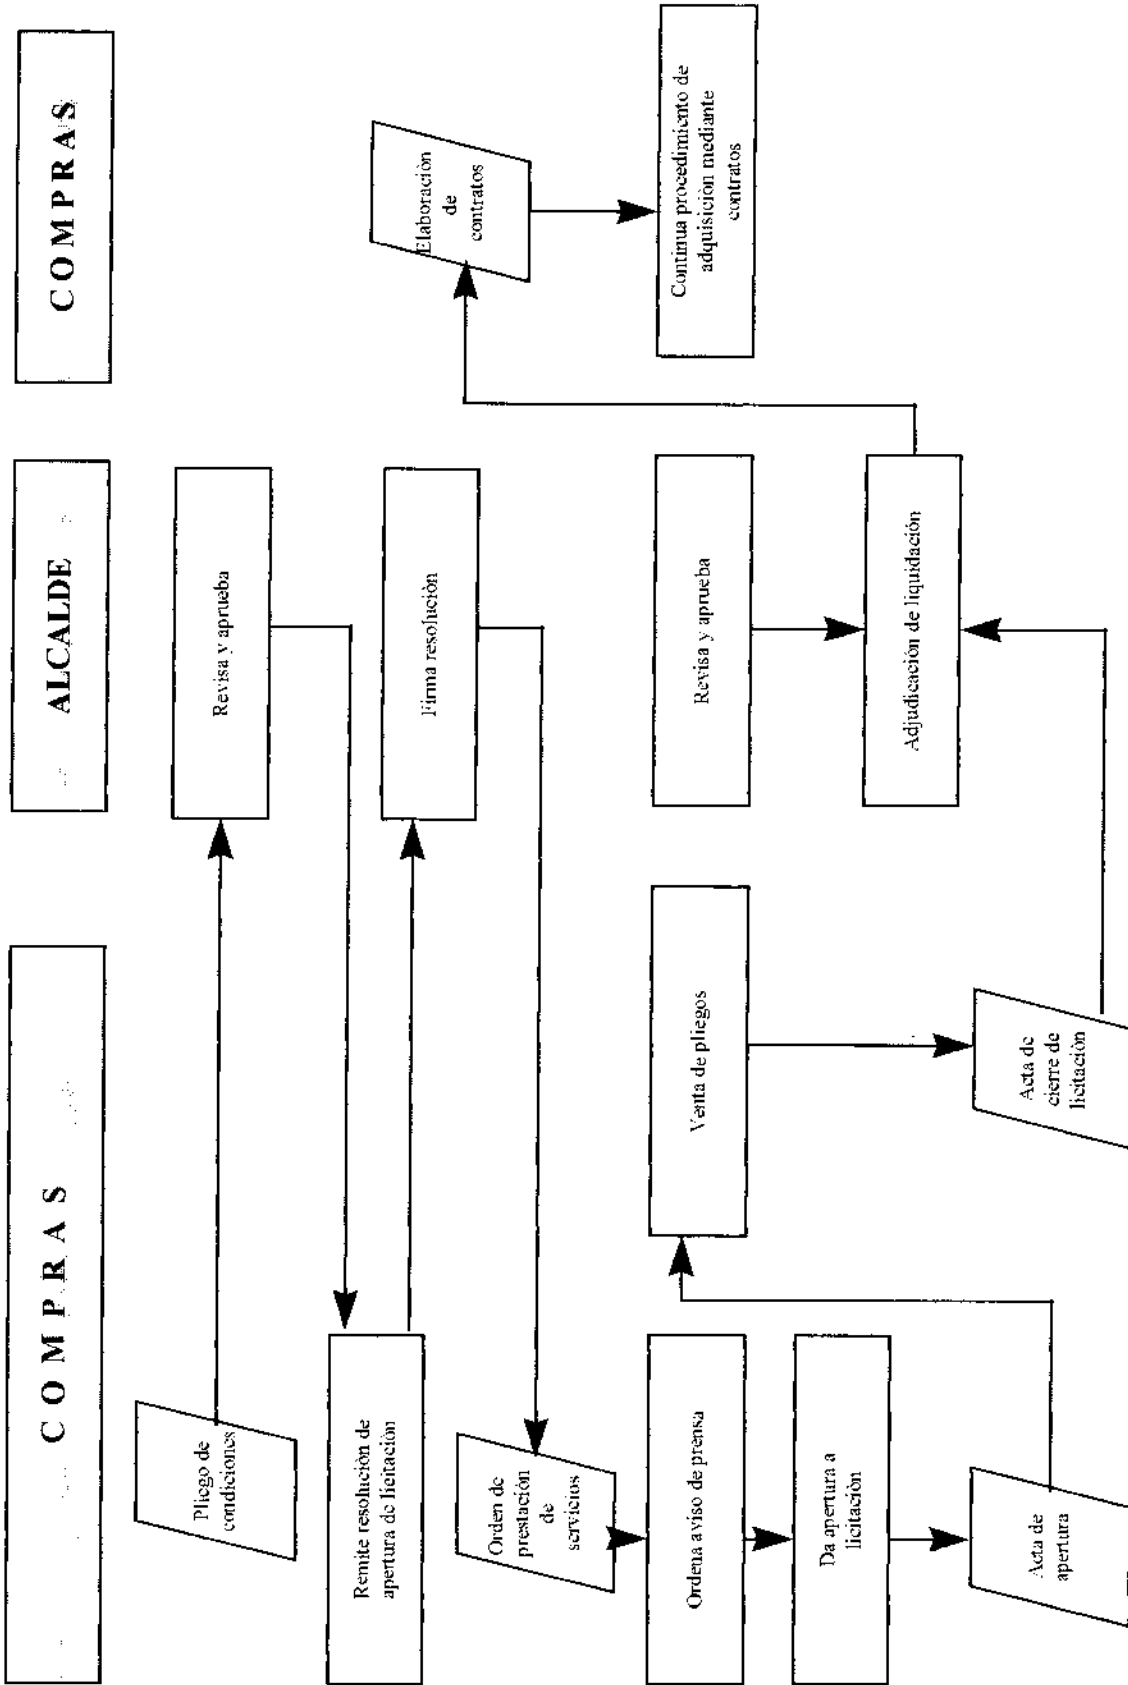 COMPRAS
ALCALDE
COMPRAS
Pliego de
condiciones
Revisa y aprueba
Remite resolución de
apertura de licitación
Firma resolución
Orden de
prestación
de
servicios
Elaboración
de
contratos
Ordena aviso de prensa
Venta de pliegos
Revisa y aprueba
Continua procedimiento de
adquisición mediante
contratos
Da apertura a
licitación
Adjudicación de liquidación
Acta de
apertura
Acta de
cierre de
licitación